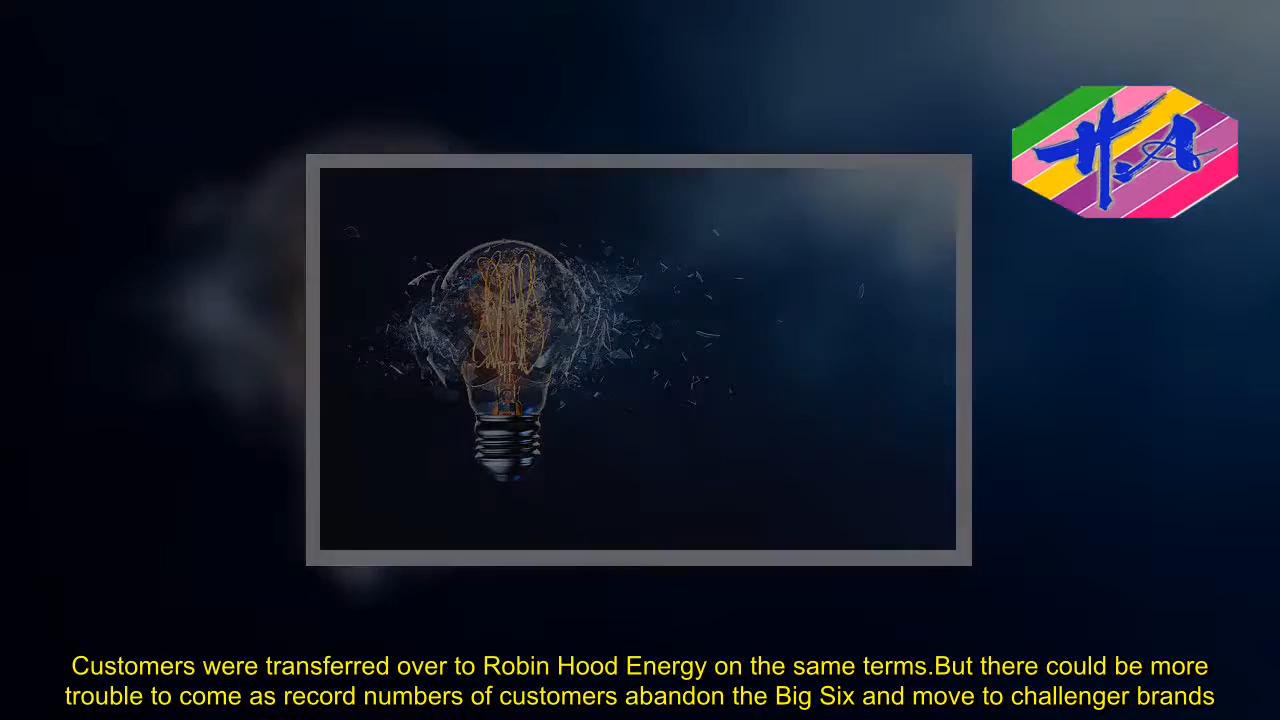 H.A
Customers were transferred over to Robin Hood Energy on the same terms.But there could be more
trouble to come as record numbers of customers abandon the Big Six and move to challenger brands